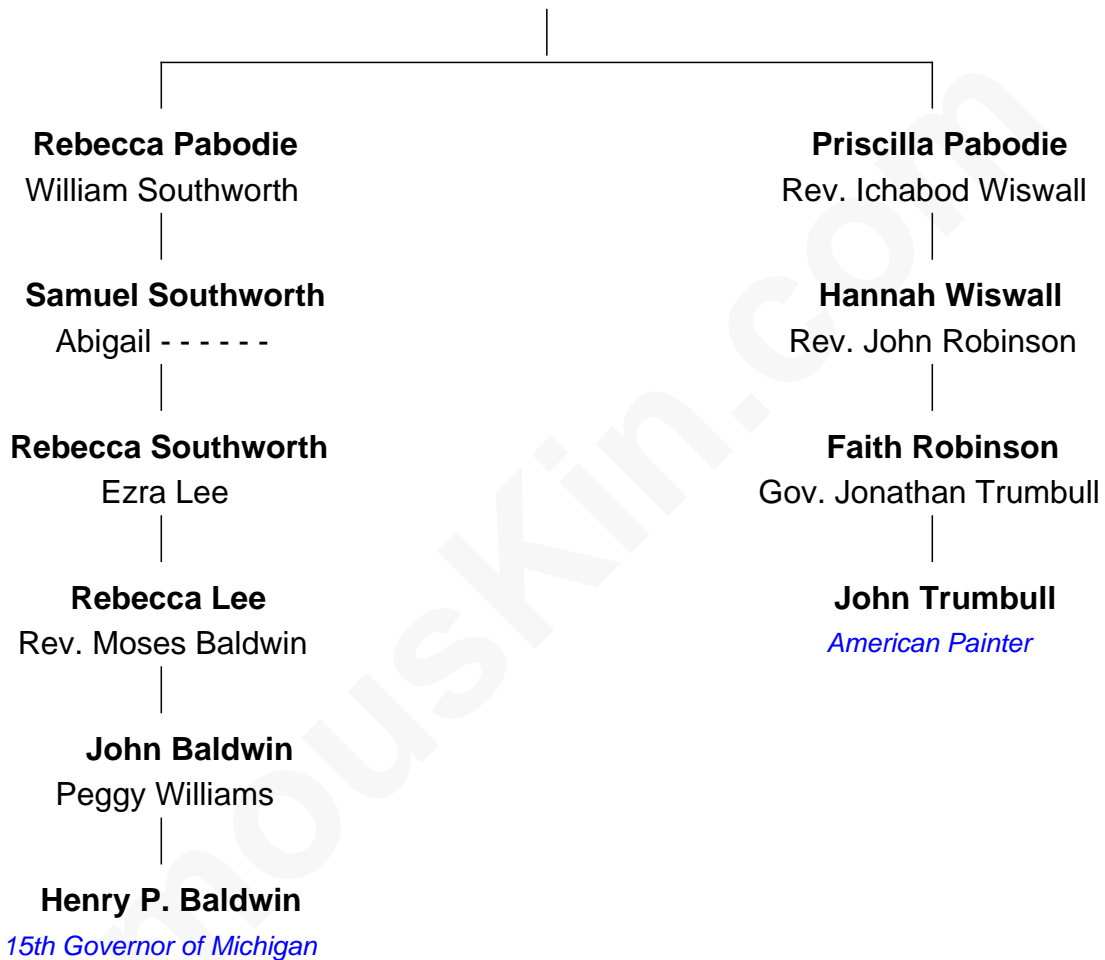 Rebecca Pabodie
William Southworth
Samuel Southworth
Abigail - - - - - -
Rebecca Southworth
Ezra Lee
Rebecca Lee
Rev. Moses Baldwin
John Baldwin
Peggy Williams
Henry P. Baldwin
15th Governor of Michigan
Priscilla Pabodie
Rev. Ichabod Wiswall
Hannah Wiswall
Rev. John Robinson
Faith Robinson
Gov. Jonathan Trumbull
John Trumbull
American Painter
mouskin.com